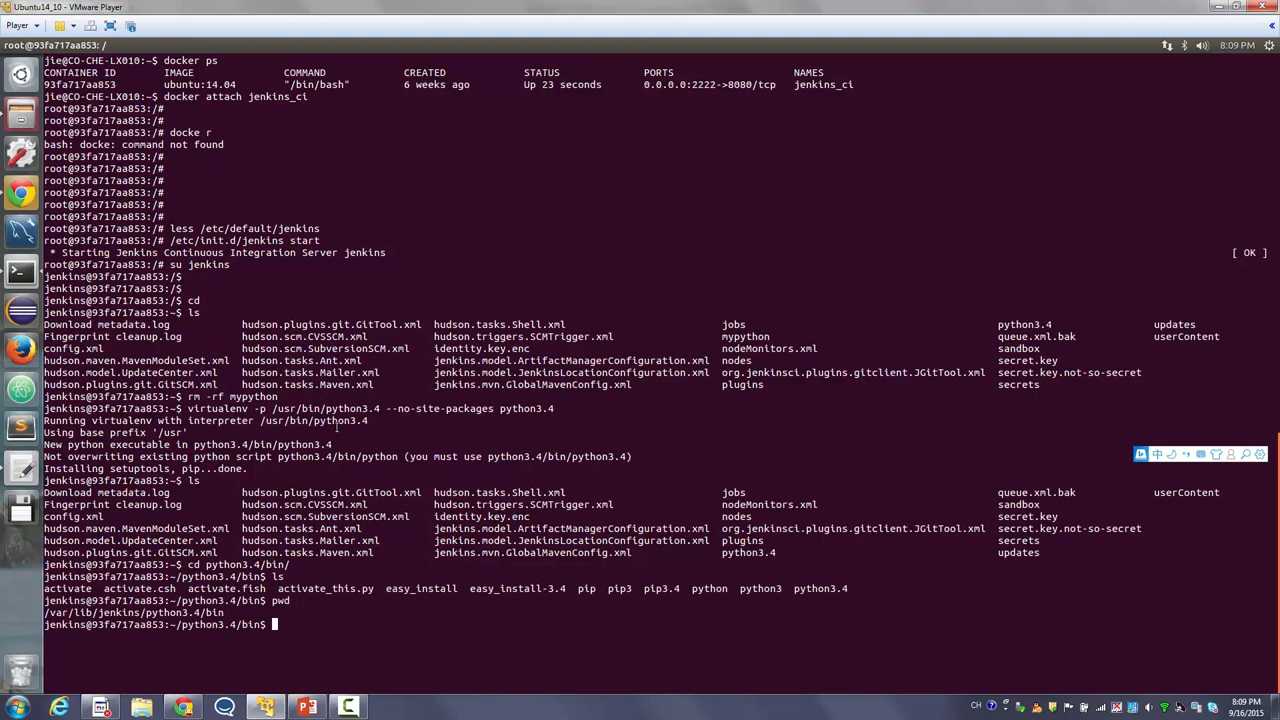 Ubuntu14_10 - VMware Player
Player
root@93fa717aa853: /
8:09 PM
jie@CO-CHE-LX010:~$ docker ps
CONTAINER ID IMAGE COMMAND CREATED STATUS PORTS NAMES
93fa717aa853 ubuntu:14.04 "/bin/bash" 6 weeks ago Up 23 seconds 0.0.0.0:2222->8080/tcp jenkins_ci
jie@CO-CHE-LX010:~$ docker attach jenkins_ci
root@93fa717aa853:/#
root@93fa717aa853:/#
root@93fa717aa853:/# docke r
bash: docke: command not found
root@93fa717aa853:/#
root@93fa717aa853:/#
root@93fa717aa853:/#
root@93fa717aa853:/#
root@93fa717aa853:/#
root@93fa717aa853:/#
root@93fa717aa853:/# less /etc/default/jenkins
root@93fa717aa853:/# /etc/init.d/jenkins start
* Starting Jenkins Continuous Integration Server jenkins [ OK ]
root@93fa717aa853:/# su jenkins
jenkins@93fa717aa853:/$
jenkins@93fa717aa853:/$
jenkins@93fa717aa853:/$ cd
jenkins@93fa717aa853:~$ ls
Download metadata.log hudson.plugins.git.GitTool.xml hudson.tasks.Shell.xml jobs python3.4 updates
Fingerprint cleanup.log hudson.scm.CVSSCM.xml hudson.triggers.SCMTrigger.xml mypython queue.xml.bak userContent
config.xml hudson.scm.SubversionSCM.xml identity.key.enc nodeMonitors.xml sandbox
hudson.maven.MavenModuleSet.xml hudson.tasks.Ant.xml jenkins.model.ArtifactManagerConfiguration.xml nodes secret.key
hudson.model.UpdateCenter.xml hudson.tasks.Mailer.xml jenkins.model.JenkinsLocationConfiguration.xml org.jenkinsci.plugins.gitclient.JGitTool.xml secret.key.not-so-secret
hudson.plugins.git.GitSCM.xml hudson.tasks.Maven.xml jenkins.mvn.GlobalMavenConfig.xml plugins secrets
jenkins@93fa717aa853:~$ rm -rf mypython
jenkins@93fa717aa853:~$ virtualenv -p /usr/bin/python3.4 --no-site-packages python3.4
Running virtualenv with interpreter /usr/bin/python3.4
Using base prefix '/usr'
New python executable in python3.4/bin/python3.4
Not overwriting existing python script python3.4/bin/python (you must use python3.4/bin/python3.4)
Installing setuptools, pip...done.
jenkins@93fa717aa853:~$ ls
Download metadata.log hudson.plugins.git.GitTool.xml hudson.tasks.Shell.xml jobs queue.xml.bak userContent
Fingerprint cleanup.log hudson.scm.CVSSCM.xml hudson.triggers.SCMTrigger.xml nodeMonitors.xml sandbox
config.xml hudson.scm.SubversionSCM.xml identity.key.enc nodes secret.key
hudson.maven.MavenModuleSet.xml hudson.tasks.Ant.xml jenkins.model.ArtifactManagerConfiguration.xml org.jenkinsci.plugins.gitclient.JGitTool.xml secret.key.not-so-secret
hudson.model.UpdateCenter.xml hudson.tasks.Mailer.xml jenkins.model.JenkinsLocationConfiguration.xml plugins secrets
hudson.plugins.git.GitSCM.xml hudson.tasks.Maven.xml jenkins.mvn.GlobalMavenConfig.xml python3.4 updates
jenkins@93fa717aa853:~$ cd python3.4/bin/
jenkins@93fa717aa853:~/python3.4/bin$ ls
activate activate.csh activate.fish activate_this.py easy_install easy_install-3.4 pip pip3 pip3.4 python python3 python3.4
jenkins@93fa717aa853:~/python3.4/bin$ pwd
/var/lib/jenkins/python3.4/bin
jenkins@93fa717aa853:~/python3.4/bin$
中
CH
8:09 PM
9/16/2015